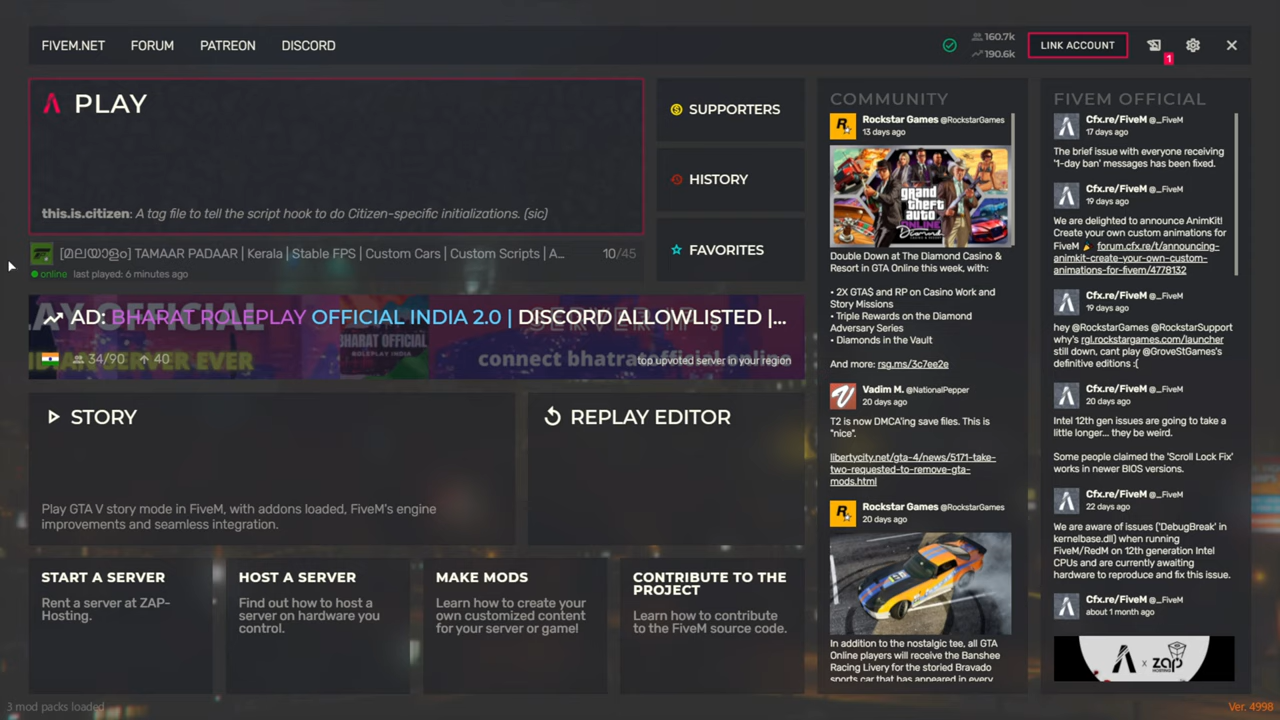 FIVEM.NET FORUM PATREON DISCORD
160.7k
190.6k
LINK ACCOUNT
1
PLAY
this.is.citizen: A tag file to tell the script hook to do Citizen-specific initializations. (sic)
[മലയാളം] TAMAAR PADAAR | Kerala | Stable FPS | Custom Cars | Custom Scripts | A...
10/45
online last played: 6 minutes ago
SUPPORTERS
HISTORY
FAVORITES
AD: BHARAT ROLEPLAY OFFICIAL INDIA 2.0 | DISCORD ALLOWLISTED |...
34/90 40
top upvoted server in your region
BHARAT OFFICIAL
ROLEPLAY INDIA
STORY
Play GTA V story mode in FiveM, with addons loaded, FiveM's engine
improvements and seamless integration.
REPLAY EDITOR
START A SERVER
Rent a server at ZAP-
Hosting.
HOST A SERVER
Find out how to host a
server on hardware you
control.
MAKE MODS
Learn how to create your
own customized content
for your server or game!
CONTRIBUTE TO THE
PROJECT
Learn how to contribute
to the FiveM source code.
COMMUNITY
Rockstar Games @RockstarGames
13 days ago
grand
theft
auto
ONLINE
Double Down at The Diamond Casino &
Resort in GTA Online this week, with:
• 2X GTA$ and RP on Casino Work and
Story Missions
• Triple Rewards on the Diamond
Adversary Series
• Diamonds in the Vault
And more: rsg.ms/3c7ee2e
Vadim M. @NationalPepper
20 days ago
T2 is now DMCA'ing save files. This is
"nice".
libertycity.net/gta-4/news/5171-take-
two-requested-to-remove-gta-
mods.html
Rockstar Games @RockstarGames
20 days ago
In addition to the nostalgic tee, all GTA
Online players will receive the Banshee
Racing Livery for the storied Bravado
sports car that has appeared in every
FIVEM OFFICIAL
Cfx.re/FiveM @_FiveM
17 days ago
The brief issue with everyone receiving
'1-day ban' messages has been fixed.
Cfx.re/FiveM @_FiveM
19 days ago
We are delighted to announce AnimKit!
Create your own custom animations for
FiveM forum.cfx.re/t/announcing-
animkit-create-your-own-custom-
animations-for-fivem/4778132
Cfx.re/FiveM @_FiveM
19 days ago
hey @RockstarGames @RockstarSupport
why's rgl.rockstargames.com/launcher
still down, cant play @GroveStGames's
definitive editions :(
Cfx.re/FiveM @_FiveM
20 days ago
Intel 12th gen issues are going to take a
little longer... they be weird.
Some people claimed the 'Scroll Lock Fix'
works in newer BIOS versions.
Cfx.re/FiveM @_FiveM
22 days ago
We are aware of issues ('DebugBreak' in
kernelbase.dll) when running
FiveM/RedM on 12th generation Intel
CPUs and are currently awaiting
hardware to reproduce and fix this issue.
Cfx.re/FiveM @_FiveM
about 1 month ago
x ZAP
3 mod packs loaded
Ver. 4998